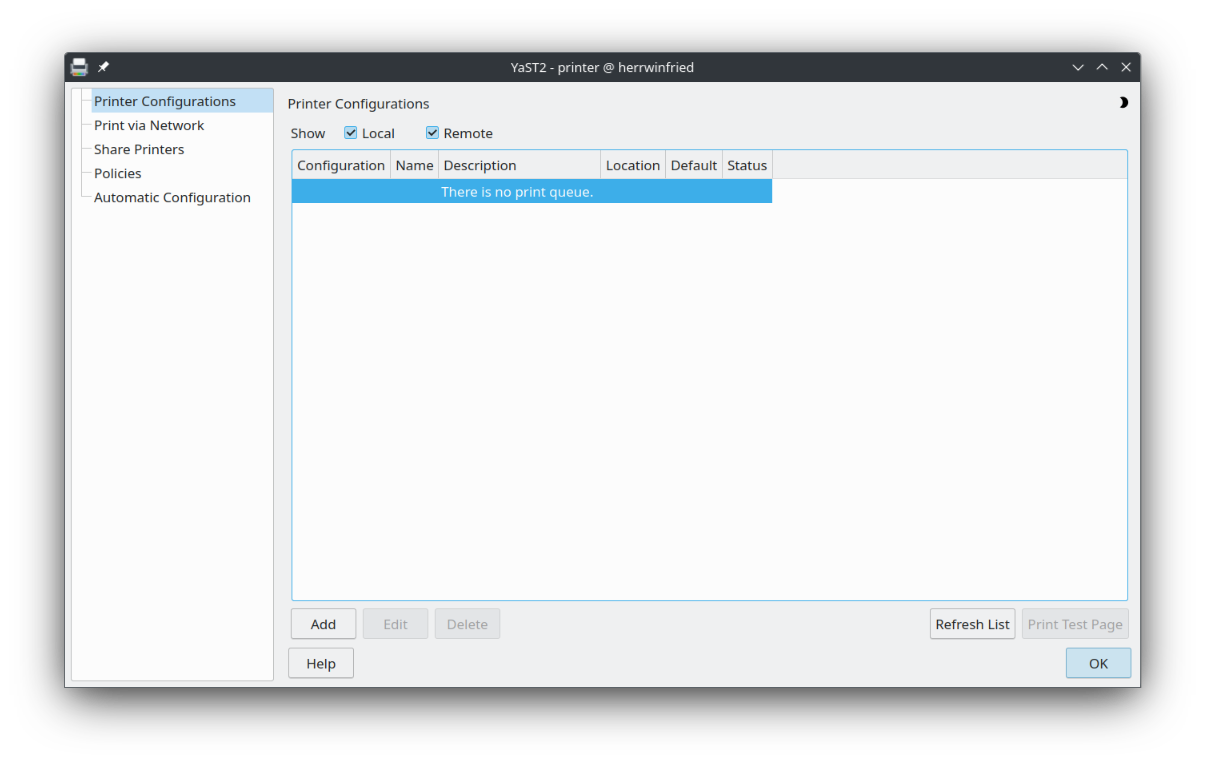 YaST2 - printer @ herrwinfried
Printer Configurations
Print via Network
Share Printers
Policies
Automatic Configuration
Printer Configurations
Show Local Remote
Configuration Name Description Location Default Status
There is no print queue.
Add Edit Delete Refresh List Print Test Page
Help OK